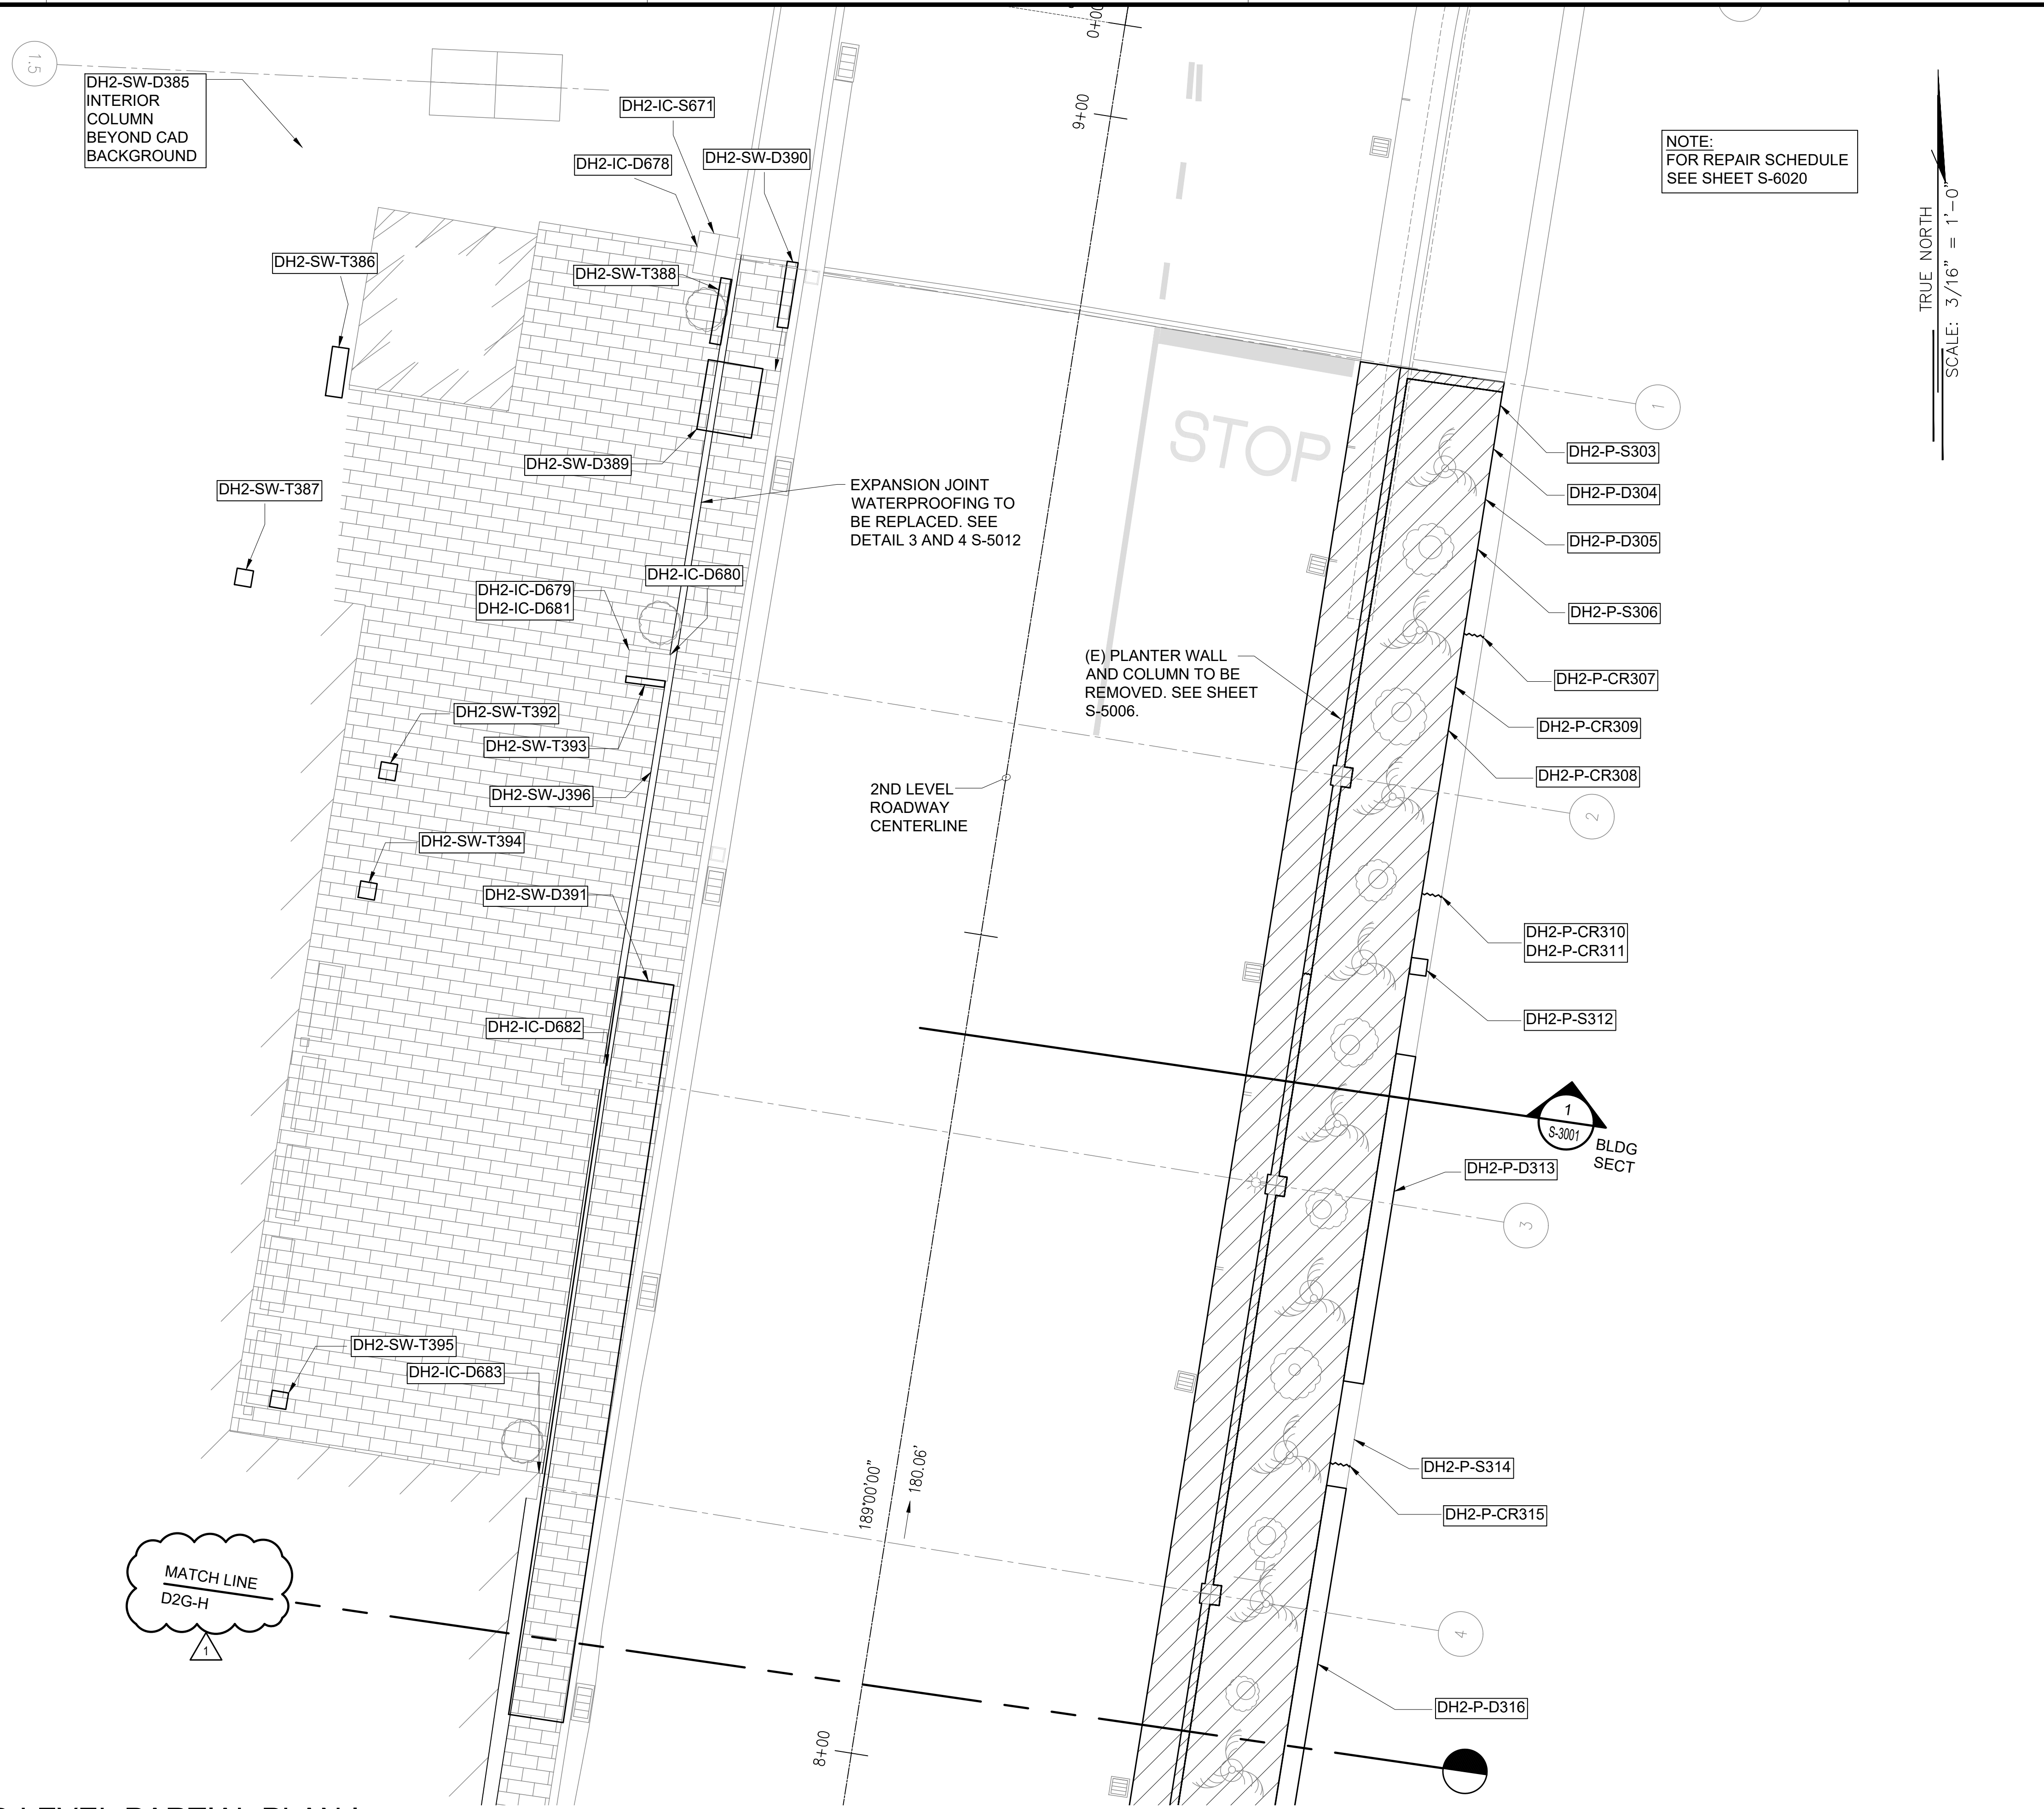 1.5
DH2-SW-D385
INTERIOR
COLUMN
BEYOND CAD
BACKGROUND
DH2-IC-S671
DH2-IC-D678
DH2-SW-D390
0+00
9+00
NOTE:
FOR REPAIR SCHEDULE
SEE SHEET S-6020
TRUE NORTH
SCALE: 3/16" = 1'-0"
DH2-SW-T386
DH2-SW-T388
DH2-SW-D389
DH2-SW-T387
EXPANSION JOINT
WATERPROOFING TO
BE REPLACED. SEE
DETAIL 3 AND 4 S-5012
STOP
1
DH2-P-S303
DH2-P-D304
DH2-P-D305
DH2-P-S306
DH2-IC-D680
DH2-IC-D679
DH2-IC-D681
(E) PLANTER WALL
AND COLUMN TO BE
REMOVED. SEE SHEET
S-5006.
DH2-P-CR307
DH2-P-CR309
DH2-P-CR308
DH2-SW-T392
DH2-SW-T393
DH2-SW-J396
2ND LEVEL
ROADWAY
CENTERLINE
2
DH2-SW-T394
DH2-SW-D391
DH2-P-CR310
DH2-P-CR311
DH2-P-S312
DH2-IC-D682
1
S-3001
BLDG
SECT
DH2-P-D313
3
DH2-SW-T395
DH2-IC-D683
189°00'00"
180.06'
DH2-P-S314
DH2-P-CR315
MATCH LINE
D2G-H
1
4
DH2-P-D316
8+00